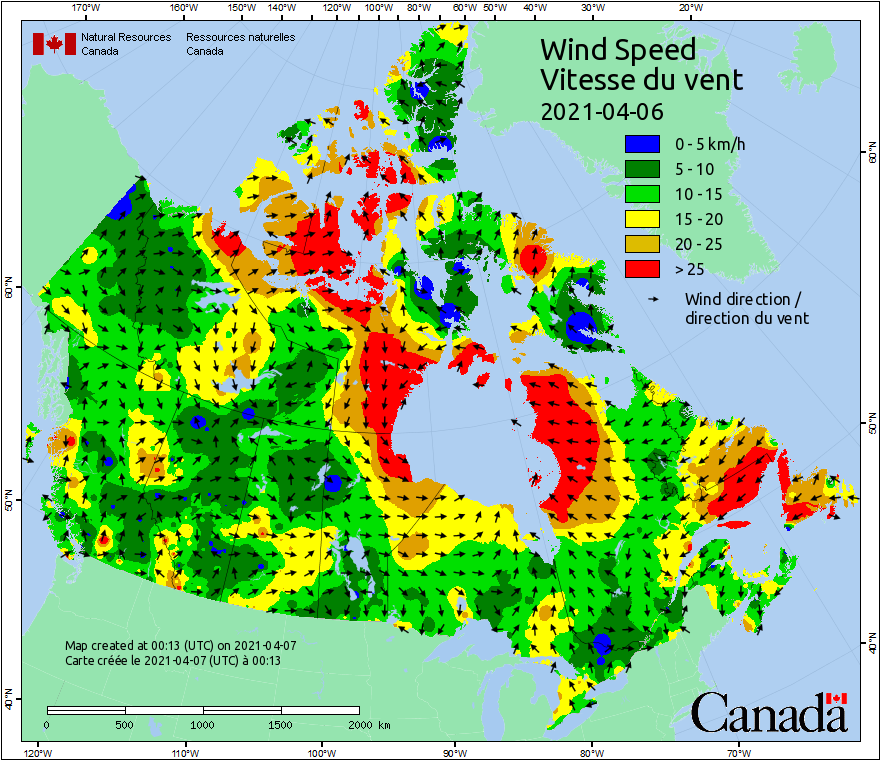 170°W 160°W 150°W 140°W 120°W 100°W 80°W 60°W 50°W 40°W 30°W 20°W
Natural Resources Ressources naturelles
Canada Canada
Wind Speed
Vitesse du vent
2021-04-06
0 - 5 km/h
5 - 10
10 - 15
15 - 20
20 - 25
> 25
Wind direction /
direction du vent
60°N
60°N
50°N
50°N
40°N
40°N
Map created at 00:13 (UTC) on 2021-04-07
Carte créée le 2021-04-07 (UTC) à 00:13
0 500 1000 1500 2000 km
Canada
120°W 110°W 100°W 90°W 80°W 70°W